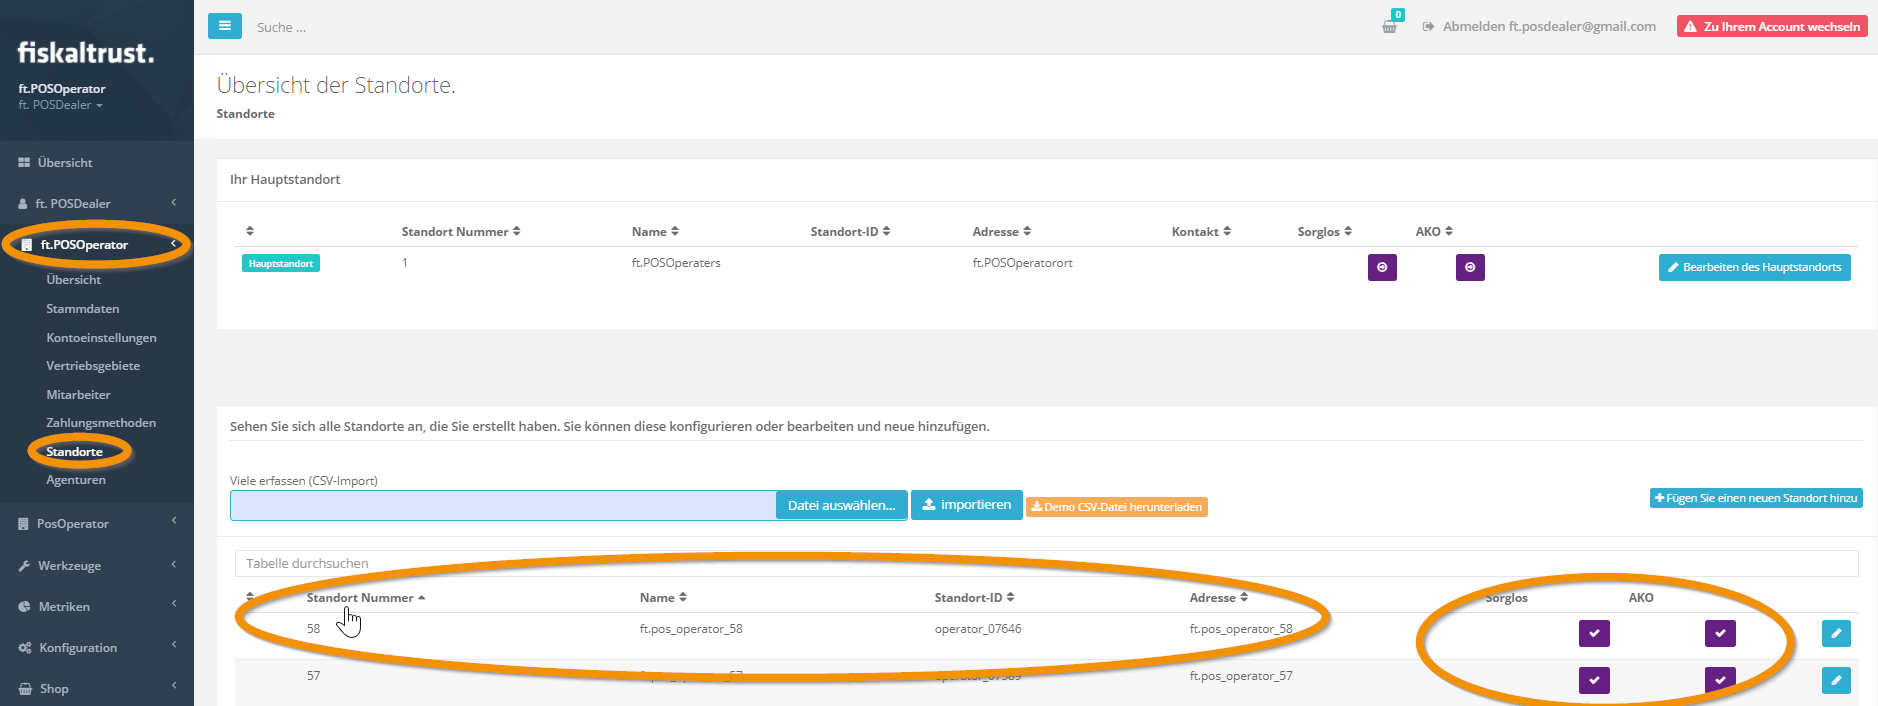 fiskaltrust.
ft.POSOperator
ft. POSDealer
Übersicht
ft. POSDealer
ft.POSOperator
Übersicht
Stammdaten
Kontoeinstellungen
Vertriebsgebiete
Mitarbeiter
Zahlungsmethoden
Standorte
Agenturen
PosOperator
Werkzeuge
Metriken
Konfiguration
Shop
Suche ...
0
Abmelden ft.posdealer@gmail.com
Zu Ihrem Account wechseln
Übersicht der Standorte.
Standorte
Ihr Hauptstandort
Standort Nummer Name Standort-ID Adresse Kontakt Sorglos AKO
Hauptstandort 1 ft.POSOperaters ft.POSOperatorort Bearbeiten des Hauptstandorts
Sehen Sie sich alle Standorte an, die Sie erstellt haben. Sie können diese konfigurieren oder bearbeiten und neue hinzufügen.
Viele erfassen (CSV-Import)
Datei auswählen... importieren Demo CSV-Datei herunterladen
Fügen Sie einen neuen Standort hinzu
Tabelle durchsuchen
Standort Nummer Name Standort-ID Adresse Sorglos AKO
58 ft.pos_operator_58 operator_07646 ft.pos_operator_58
57 ft.pos_operator_57